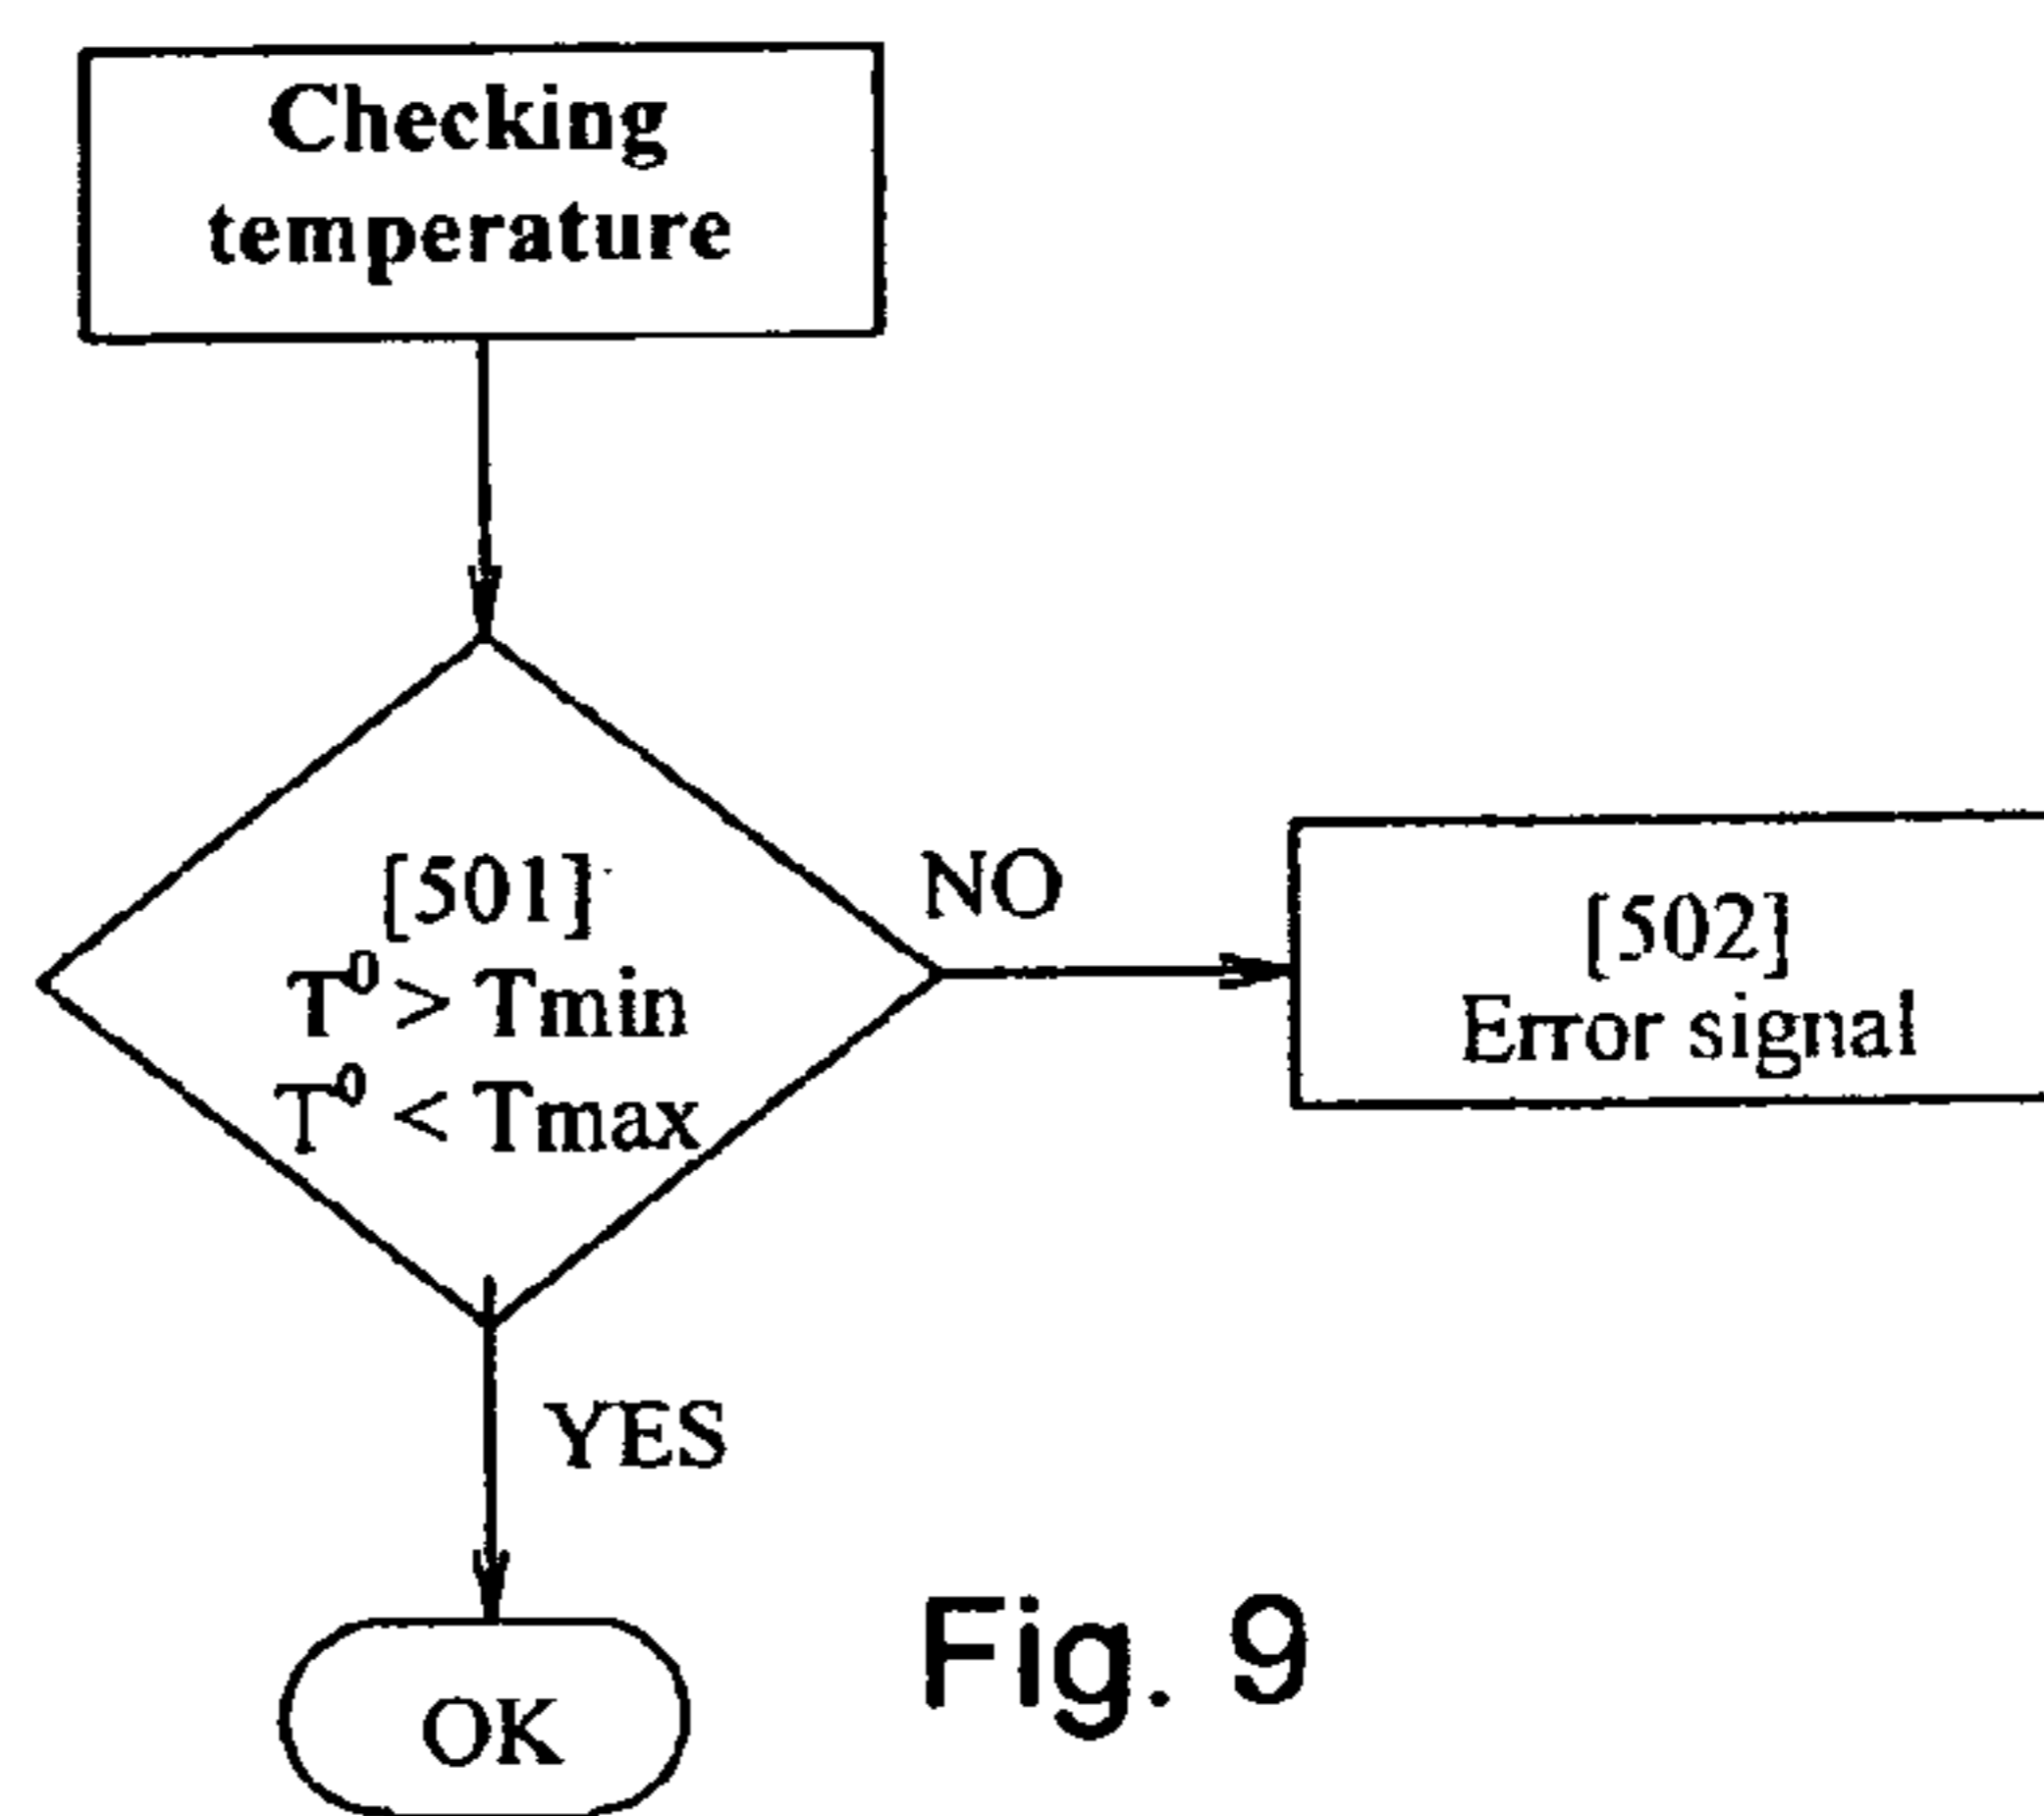 Checking
temperature
[501]
T⁰ > Tmin
T⁰ < Tmax
NO
[502]
Error signal
YES
OK
Fig. 9